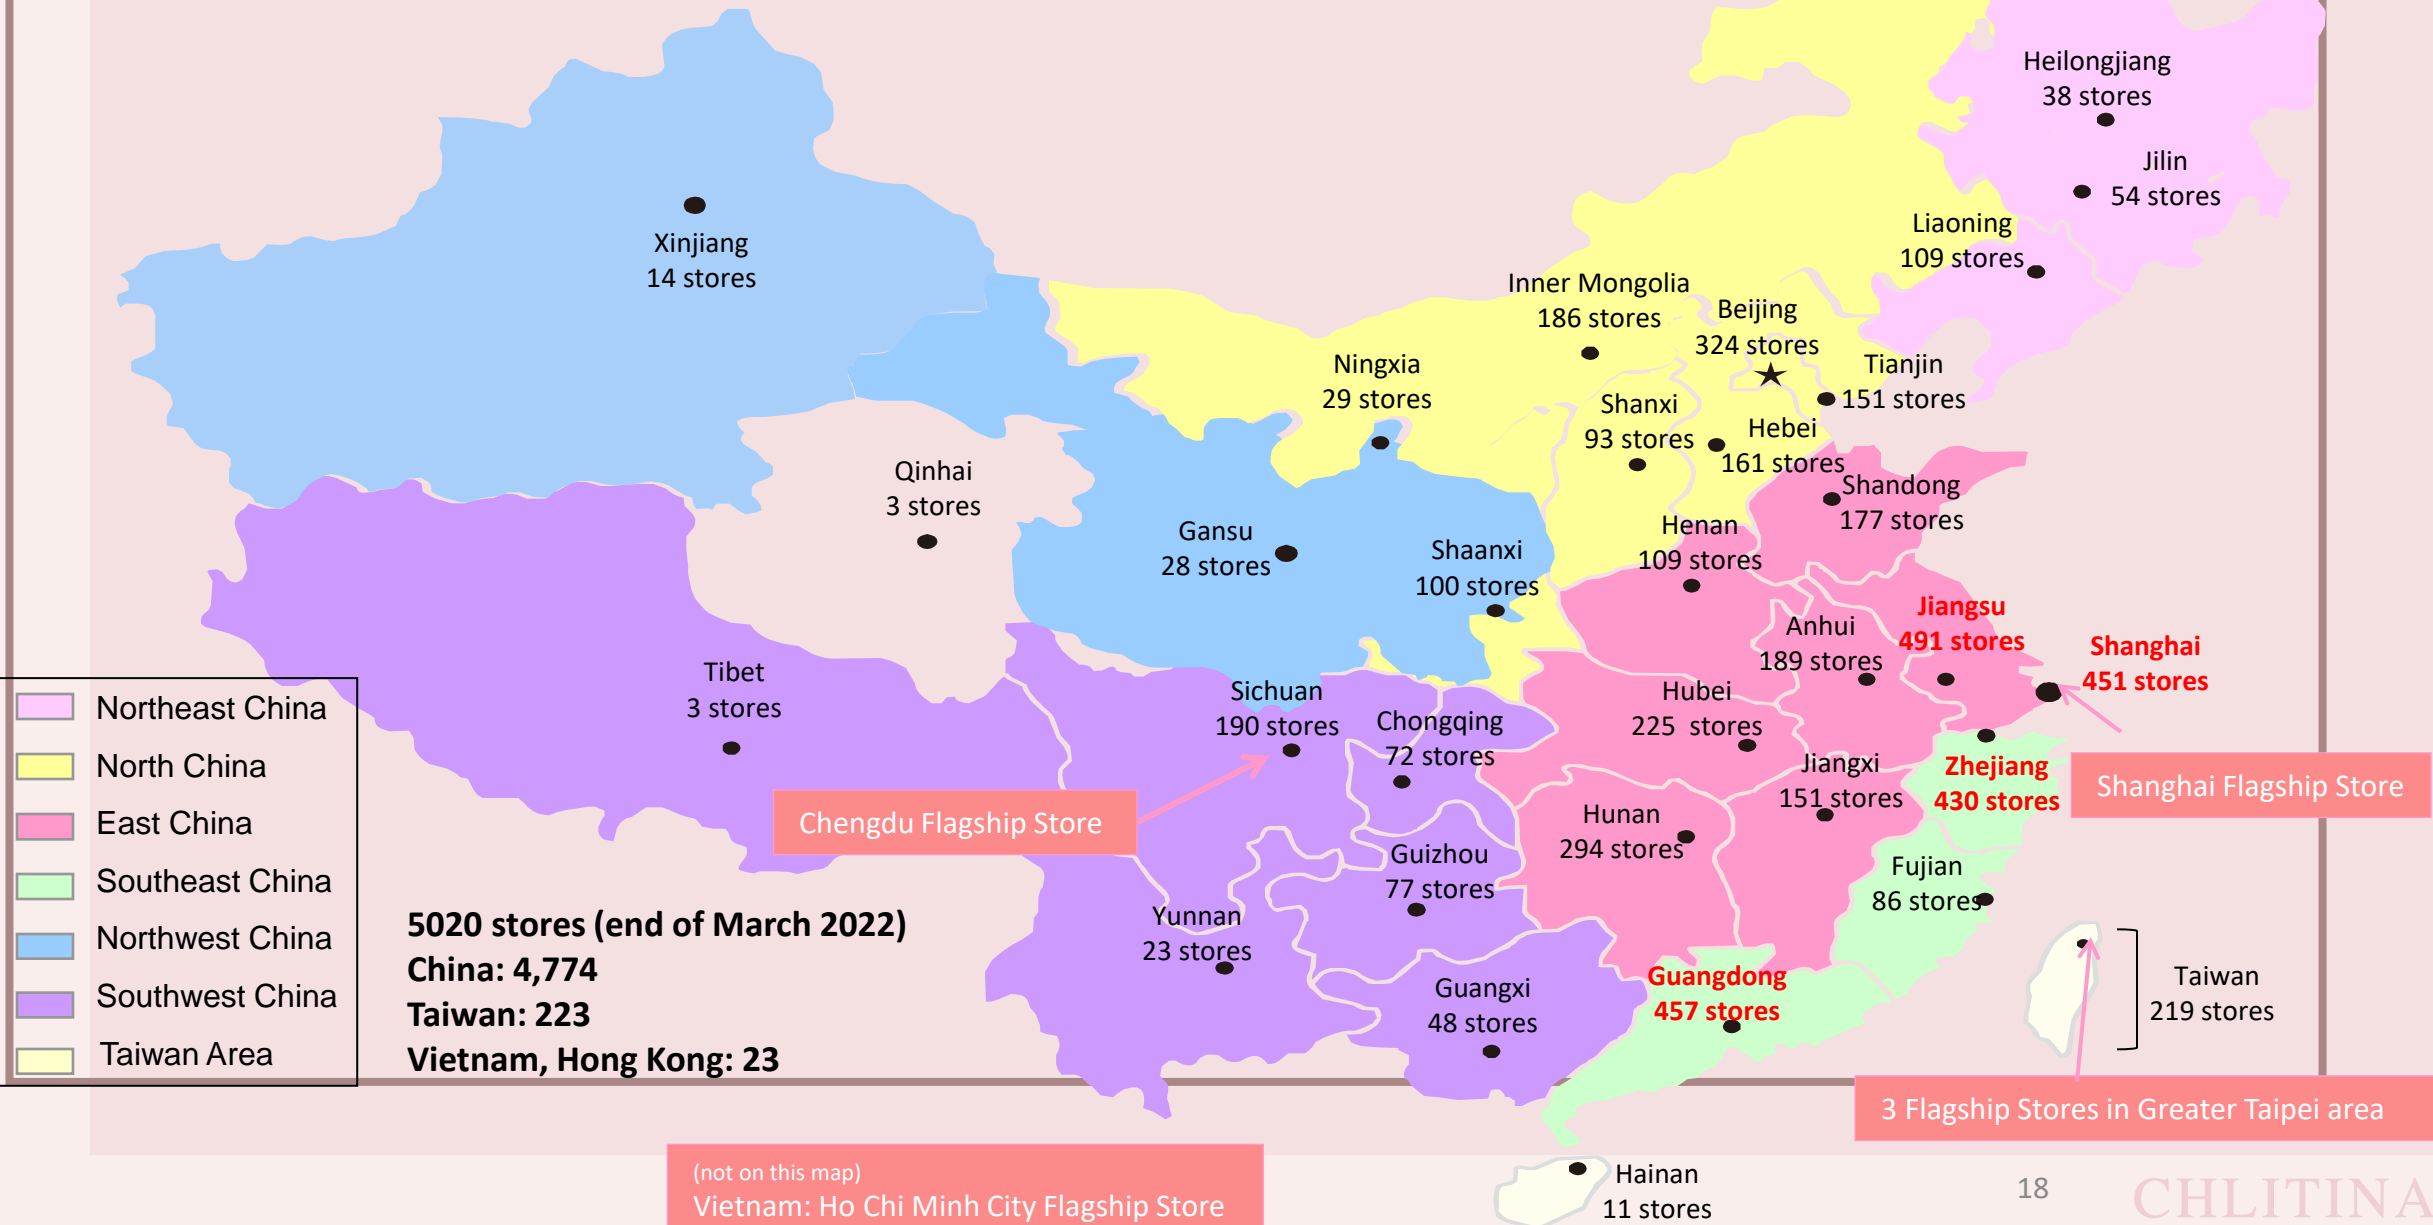 Heilongjiang
38 stores
Jilin
54 stores
Liaoning
109 stores
Xinjiang
14 stores
Inner Mongolia
186 stores
Beijing
324 stores
Ningxia
29 stores
Tianjin
151 stores
Shanxi
93 stores
Hebei
161 stores
Qinhai
3 stores
Shandong
177 stores
Gansu
28 stores
Shaanxi
100 stores
Henan
109 stores
Jiangsu
491 stores
Anhui
189 stores
Shanghai
451 stores
Tibet
3 stores
Sichuan
190 stores
Chongqing
72 stores
Hubei
225 stores
Jiangxi
151 stores
Zhejiang
430 stores
Shanghai Flagship Store
Chengdu Flagship Store
Hunan
294 stores
Guizhou
77 stores
Fujian
86 stores
Yunnan
23 stores
Guangxi
48 stores
Guangdong
457 stores
Taiwan
219 stores
Northeast China
North China
East China
Southeast China
Northwest China
Southwest China
Taiwan Area
5020 stores (end of March 2022)
China: 4,774
Taiwan: 223
Vietnam, Hong Kong: 23
3 Flagship Stores in Greater Taipei area
(not on this map)
Vietnam: Ho Chi Minh City Flagship Store
Hainan
11 stores
18
CHLITINA